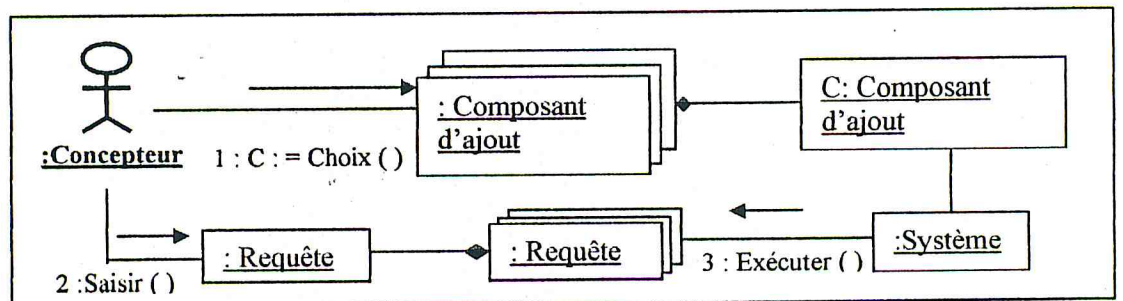 : Composant
d'ajout
C: Composant
d'ajout
:Concepteur
1 : C : = Choix ( )
: Requête
: Requête
:Système
2 :Saisir ( )
3 : Exécuter ( )